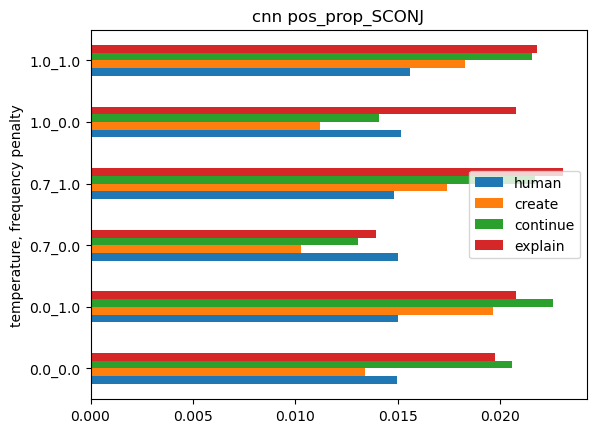 cnn pos_prop_SCONJ
temperature, frequency penalty
1.0_1.0
1.0_0.0
0.7_1.0
0.7_0.0
0.0_1.0
0.0_0.0
human
create
continue
explain
0.000 0.005 0.010 0.015 0.020